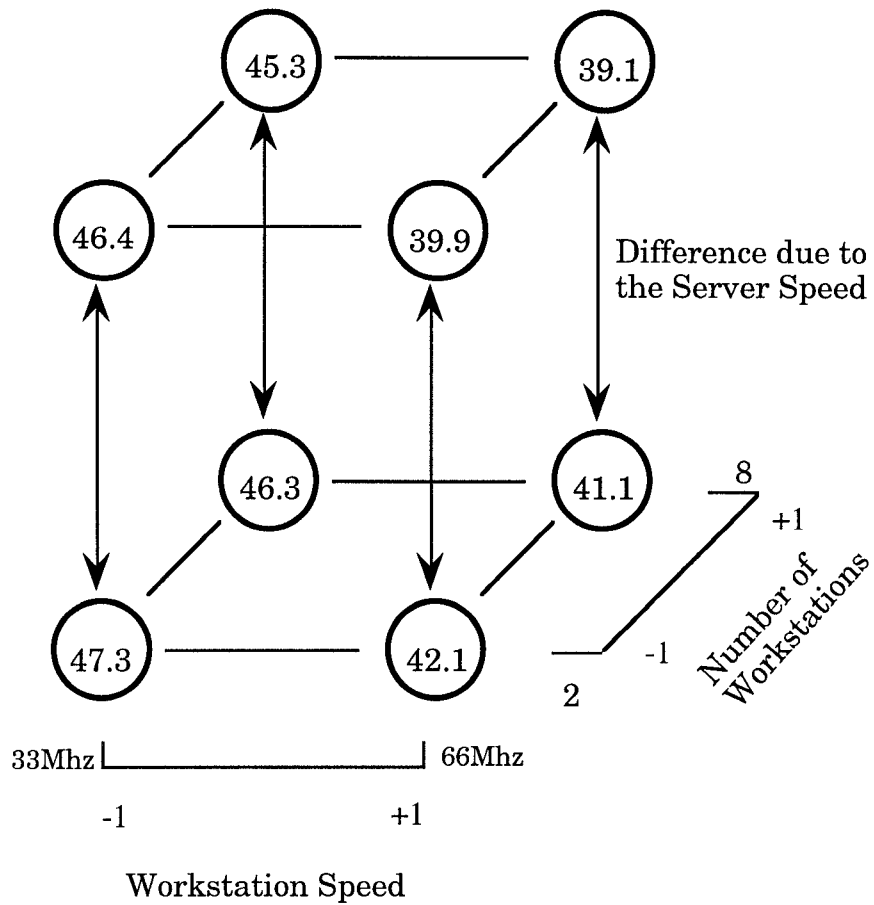 45.3
39.1
46.4
39.9
Difference due to
the Server Speed
46.3
41.1
8
+1
Number of
Workstations
47.3
42.1
-1
2
33Mhz
66Mhz
-1
+1
Workstation Speed